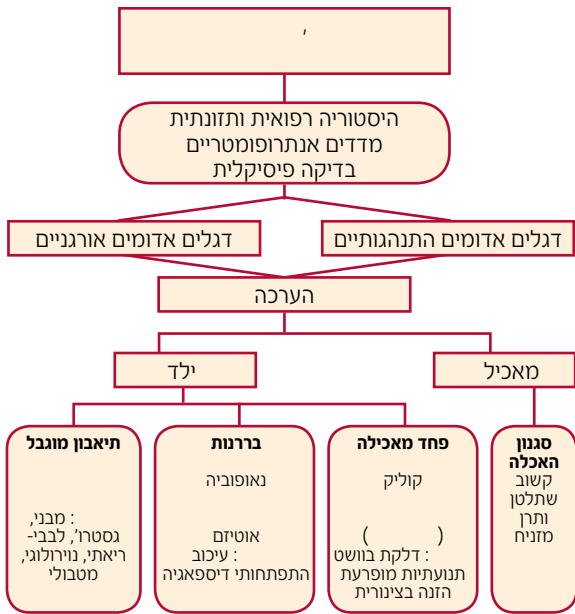 '
היסטוריה רפואית ותזונתית
מדדים אנתרופומטריים
בדיקה פיסיקלית
דגלים אדומים התנהגותיים
דגלים אדומים אורגניים
הערכה
מאכיל
ילד
סגנון
האכלה
קשוב
שתלטן
ותרן
מזניח
פחד מאכילה
קוליק
( )
: דלקת בוושט
תנועתיות מופרעת
הזנה בצינורית
בררנות
נאופוביה
אוטיזם
: עיכוב
התפתחותי דיספאגיה
תיאבון מוגבל
: מבני,
גסטרו', לבבי-
ריאתי, נוירולוגי,
מטבולי